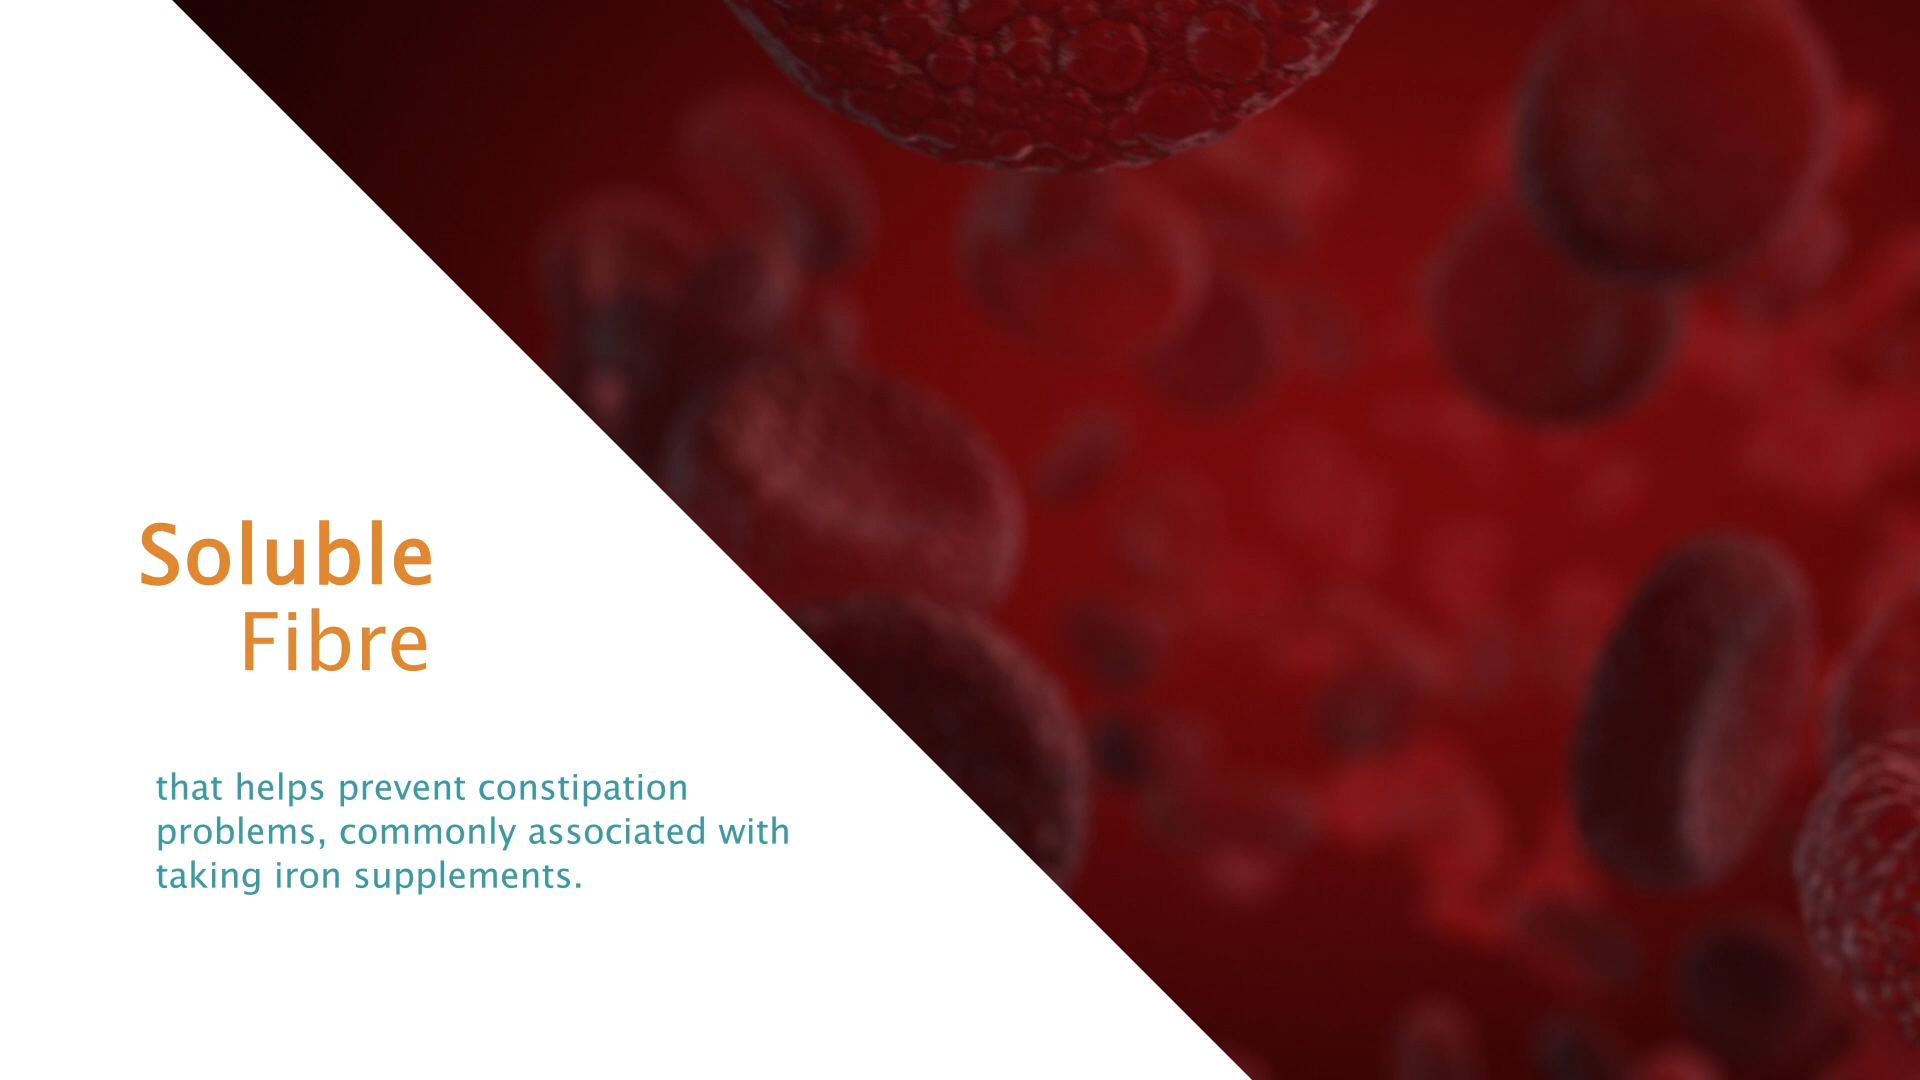 Soluble
Fibre
that helps prevent constipation
problems, commonly associated with
taking iron supplements.